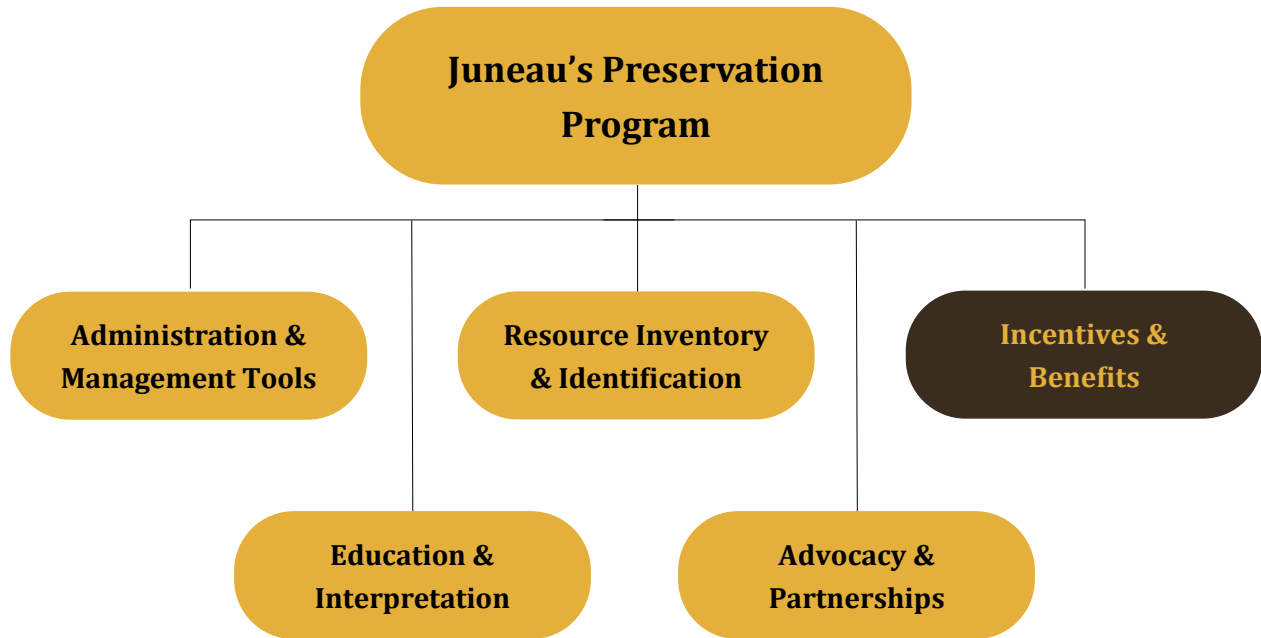 Juneau’s Preservation
Program
Administration &
Management Tools
Resource Inventory
& Identification
Incentives &
Benefits
Education &
Interpretation
Advocacy &
Partnerships